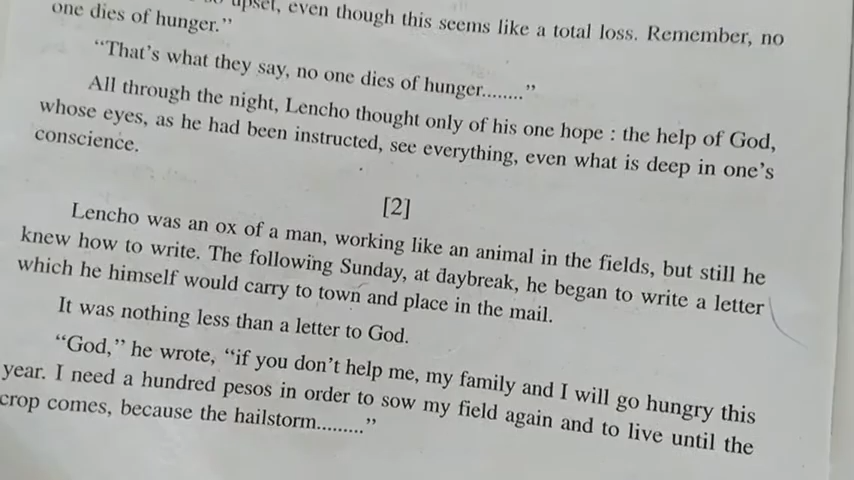 upset, even though this seems like a total loss. Remember, no
one dies of hunger.”
“That’s what they say, no one dies of hunger........”
All through the night, Lencho thought only of his one hope : the help of God,
whose eyes, as he had been instructed, see everything, even what is deep in one’s
conscience.
[2]
Lencho was an ox of a man, working like an animal in the fields, but still he
knew how to write. The following Sunday, at daybreak, he began to write a letter
which he himself would carry to town and place in the mail.
It was nothing less than a letter to God.
“God,” he wrote, “if you don’t help me, my family and I will go hungry this
year. I need a hundred pesos in order to sow my field again and to live until the
crop comes, because the hailstorm.........”